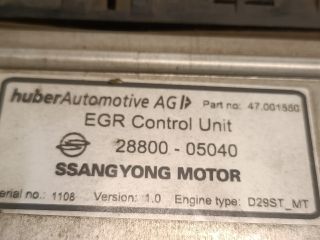 huberAutomotive AG Part no: 47.001550
EGR Control Unit
28800 - 05040
SSANGYONG MOTOR
erial no.: 1108 Version: 1.0 Engine type: D29ST_MT